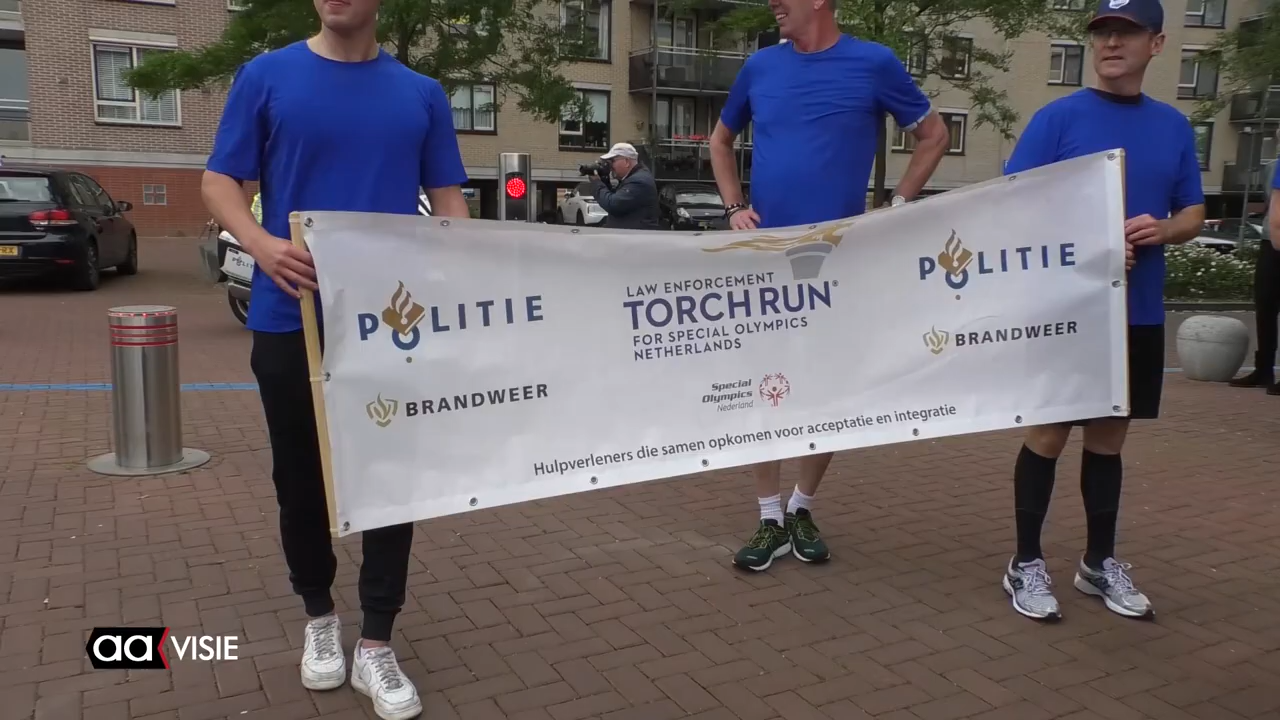 POLITIE
BRANDWEER
LAW ENFORCEMENT
TORCH RUN®
FOR SPECIAL OLYMPICS
NETHERLANDS
Special
Olympics
Nederland
POLITIE
BRANDWEER
Hulpverleners die samen opkomen voor acceptatie en integratie
aa VISIE